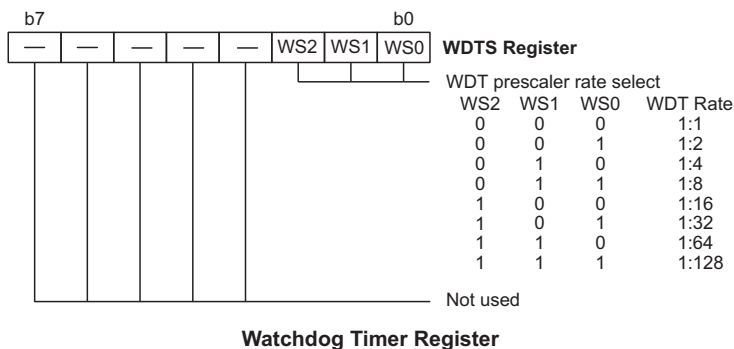 b7 b0
— — — — — WS2 WS1 WS0 WDTS Register
WDT prescaler rate select
WS2 WS1 WS0 WDT Rate
0 0 0 1:1
0 0 1 1:2
0 1 0 1:4
0 1 1 1:8
1 0 0 1:16
1 0 1 1:32
1 1 0 1:64
1 1 1 1:128
Not used
Watchdog Timer Register